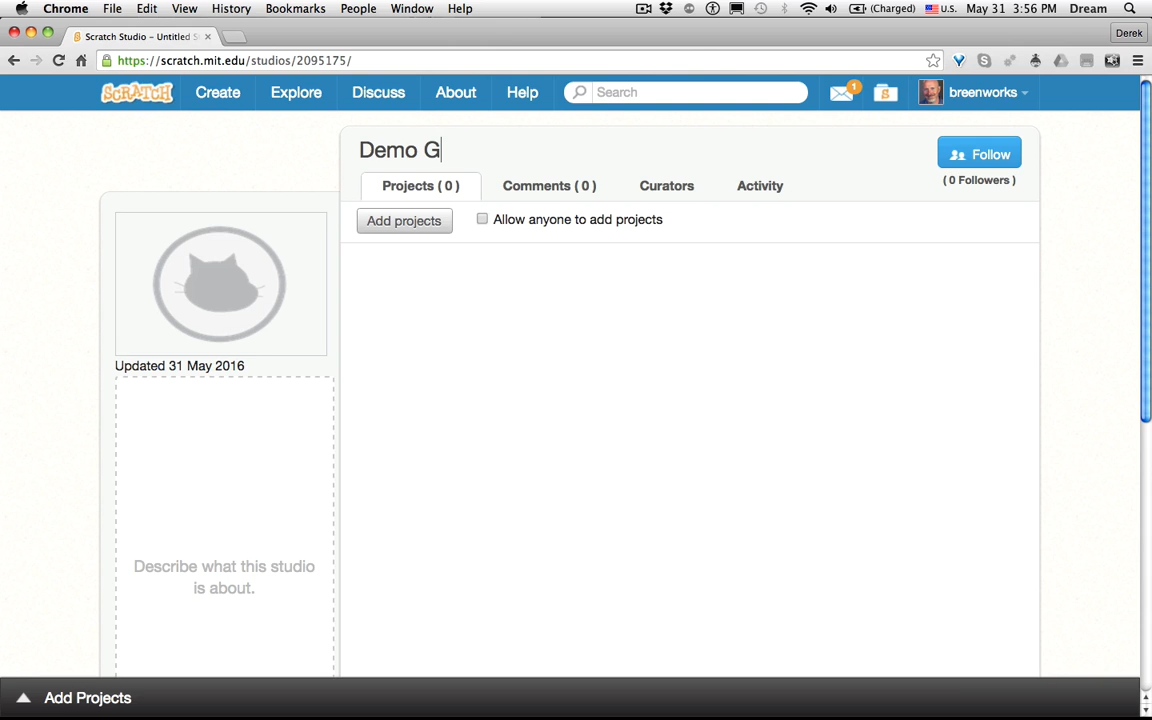 Chrome File Edit View History Bookmarks People Window Help (Charged) U.S. May 31 3:56 PM Dream
Scratch Studio – Untitled S Derek
https://scratch.mit.edu/studios/2095175/
SCRATCH Create Explore Discuss About Help Search 1 S breenworks
Demo G
Follow
Projects ( 0 ) Comments ( 0 ) Curators Activity
( 0 Followers )
Add projects Allow anyone to add projects
Updated 31 May 2016
Describe what this studio
is about.
Add Projects